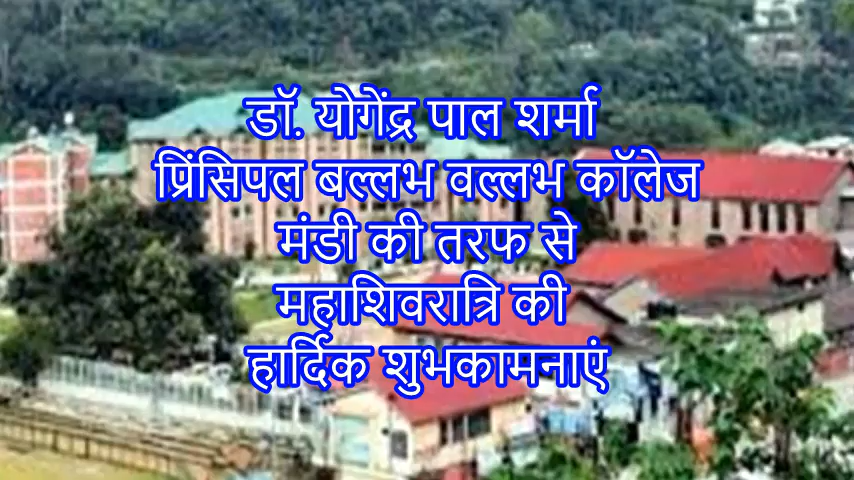 डॉ. योगेंद्र पाल शर्मा
प्रिंसिपल बल्लभ वल्लभ कॉलेज
मंडी की तरफ से
महाशिवरात्रि की
हार्दिक शुभकामनाएं